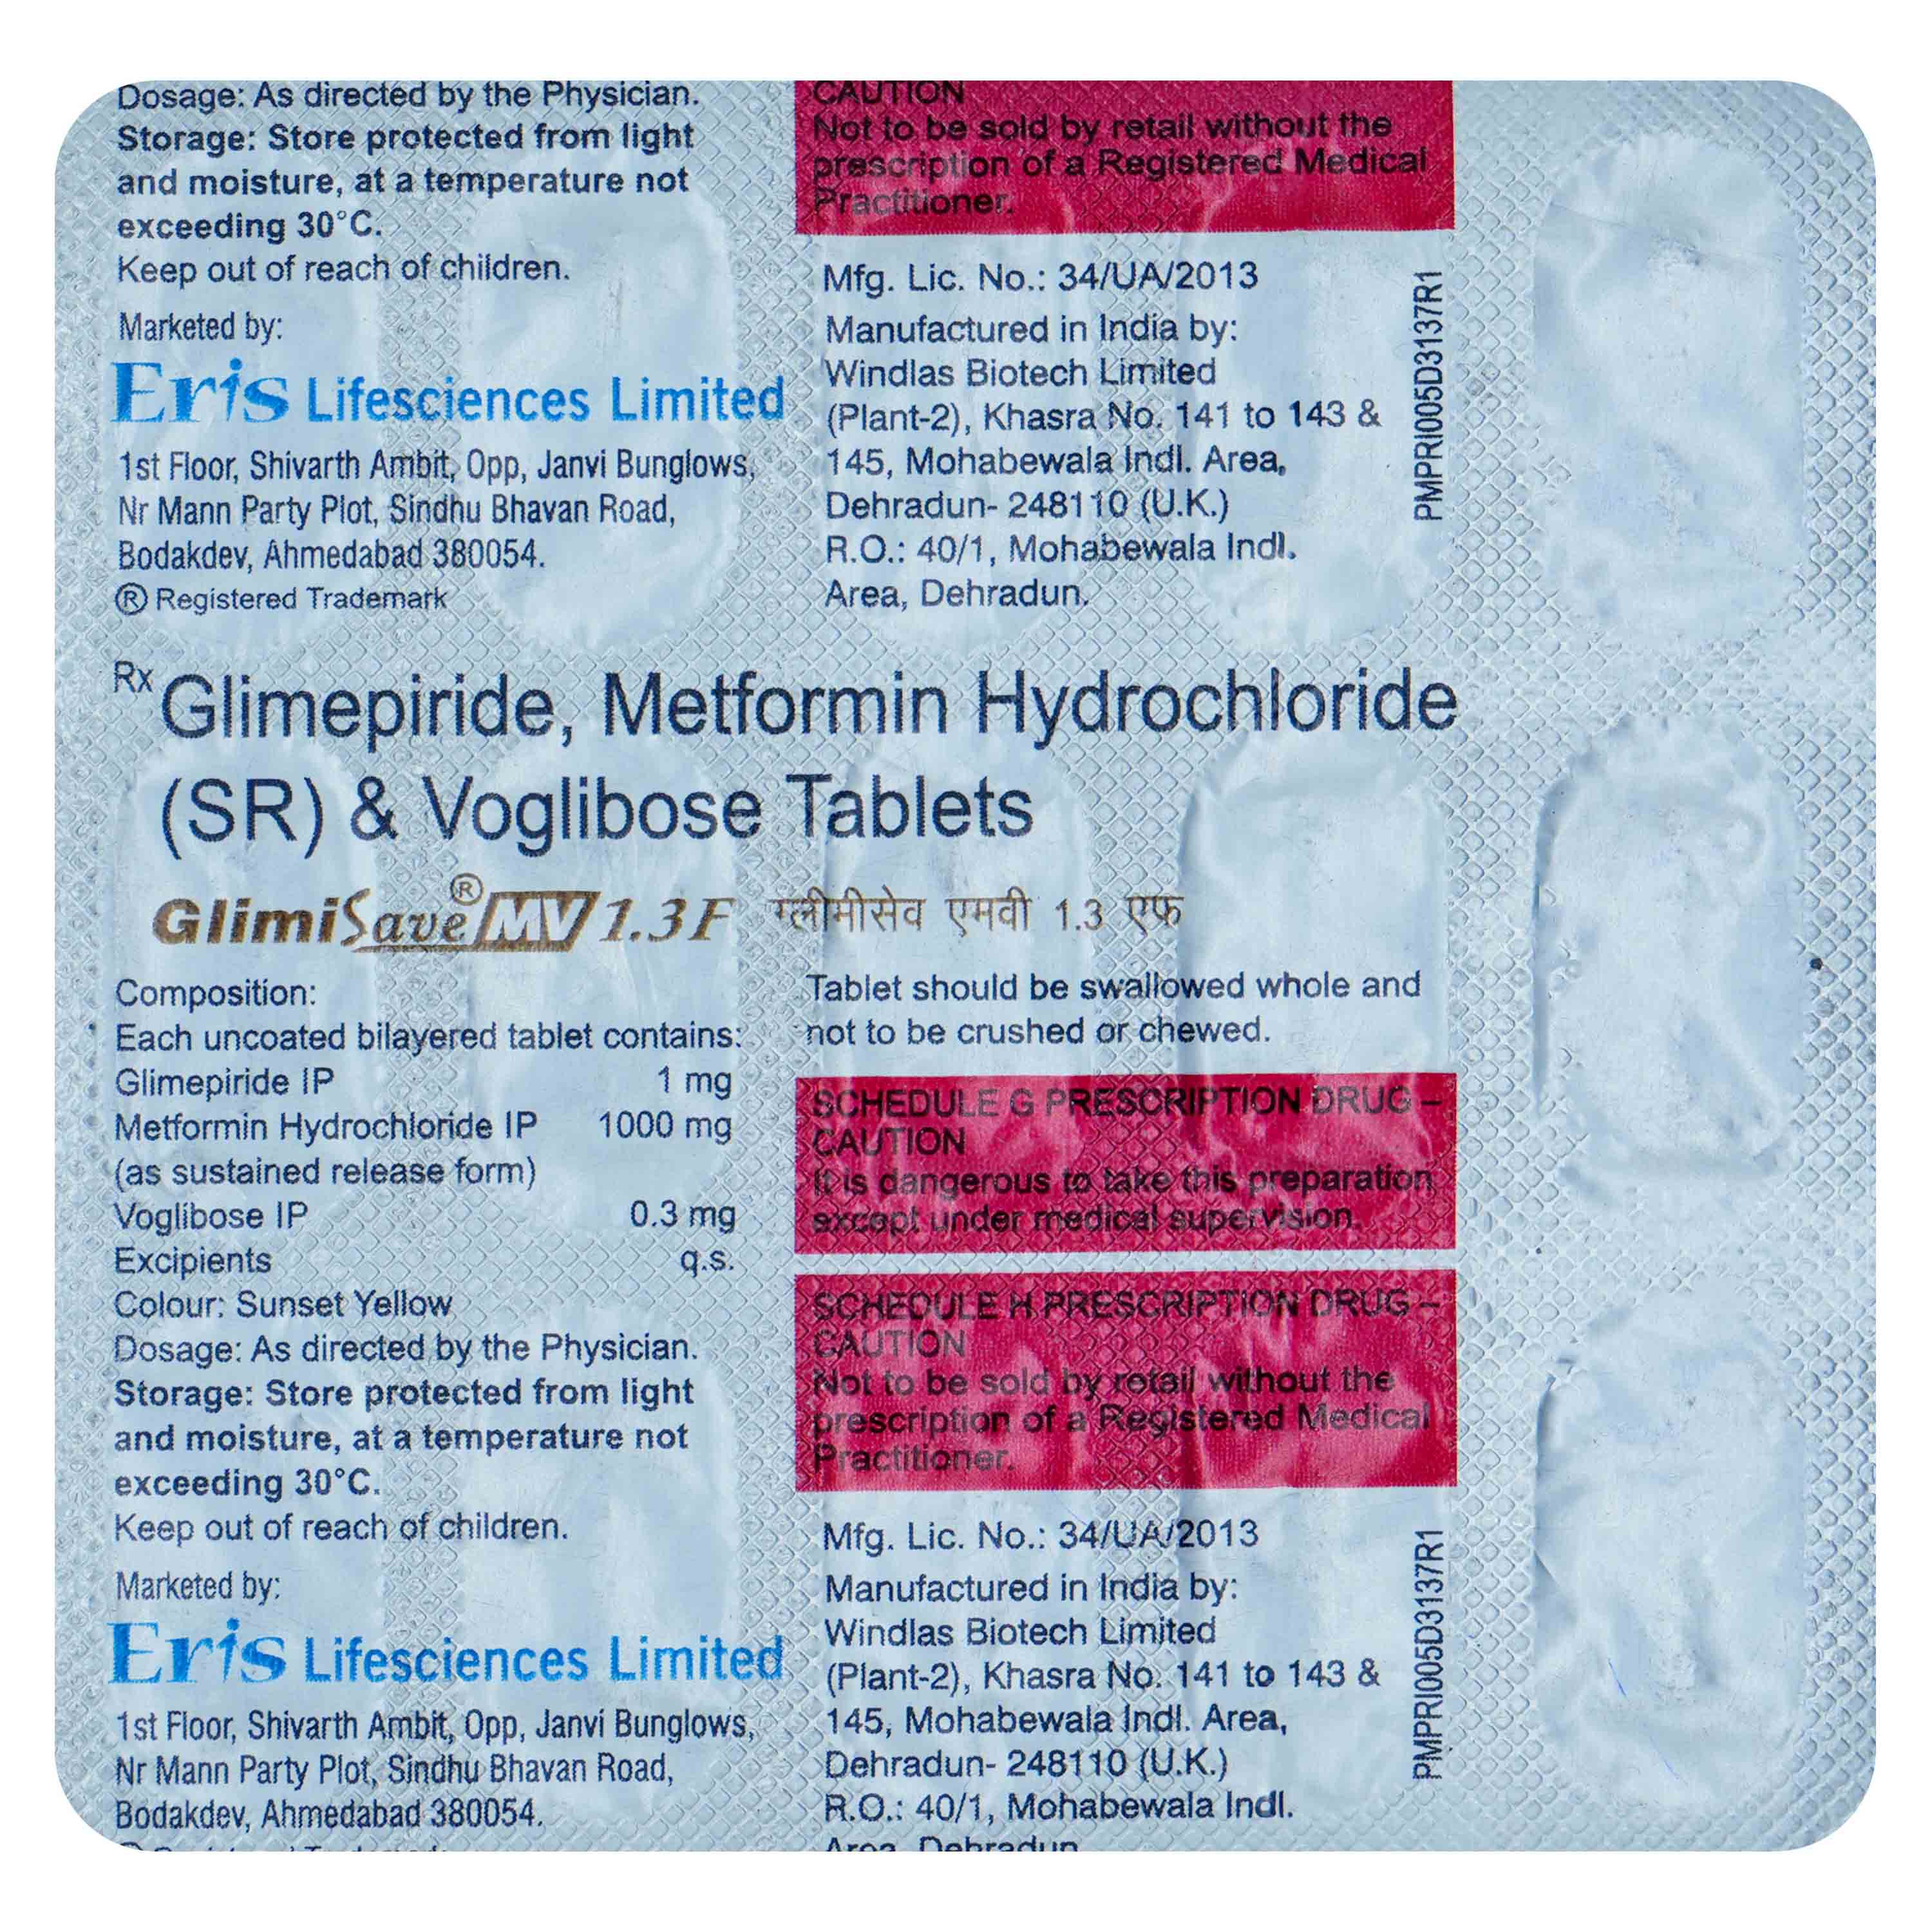 Dosage: As directed by the Physician.
Storage: Store protected from light
and moisture, at a temperature not
exceeding 30°C.
Keep out of reach of children.
Marketed by:
Eris Lifesciences Limited
1st Floor, Shivarth Ambit, Opp, Janvi Bunglows,
Nr Mann Party Plot, Sindhu Bhavan Road,
Bodakdev, Ahmedabad 380054.
® Registered Trademark
CAUTION
Not to be sold by retail without the
prescription of a Registered Medical
Practitioner.
Mfg. Lic. No.: 34/UA/2013
Manufactured in India by:
Windlas Biotech Limited
(Plant-2), Khasra No. 141 to 143 &
145, Mohabewala Indl. Area,
Dehradun- 248110 (U.K.)
R.O.: 40/1, Mohabewala Indl.
Area, Dehradun.
PMPRI005D3137R1
Rx Glimepiride, Metformin Hydrochloride
(SR) & Voglibose Tablets
GlimiSave® MV 1.3F ग्लीमीसेव एमवी 1.3 एफ
Composition:
Each uncoated bilayered tablet contains:
Glimepiride IP 1 mg
Metformin Hydrochloride IP 1000 mg
(as sustained release form)
Voglibose IP 0.3 mg
Excipients q.s.
Colour: Sunset Yellow
Dosage: As directed by the Physician.
Storage: Store protected from light
and moisture, at a temperature not
exceeding 30°C.
Keep out of reach of children.
Marketed by:
Eris Lifesciences Limited
1st Floor, Shivarth Ambit, Opp, Janvi Bunglows,
Nr Mann Party Plot, Sindhu Bhavan Road,
Bodakdev, Ahmedabad 380054.
Tablet should be swallowed whole and
not to be crushed or chewed.
SCHEDULE G PRESCRIPTION DRUG –
CAUTION
It is dangerous to take this preparation
except under medical supervision.
SCHEDULE H PRESCRIPTION DRUG –
CAUTION
Not to be sold by retail without the
prescription of a Registered Medical
Practitioner.
Mfg. Lic. No.: 34/UA/2013
Manufactured in India by:
Windlas Biotech Limited
(Plant-2), Khasra No. 141 to 143 &
145, Mohabewala Indl. Area,
Dehradun- 248110 (U.K.)
R.O.: 40/1, Mohabewala Indl.
Area, Dehradun
PMPRI005D3137R1